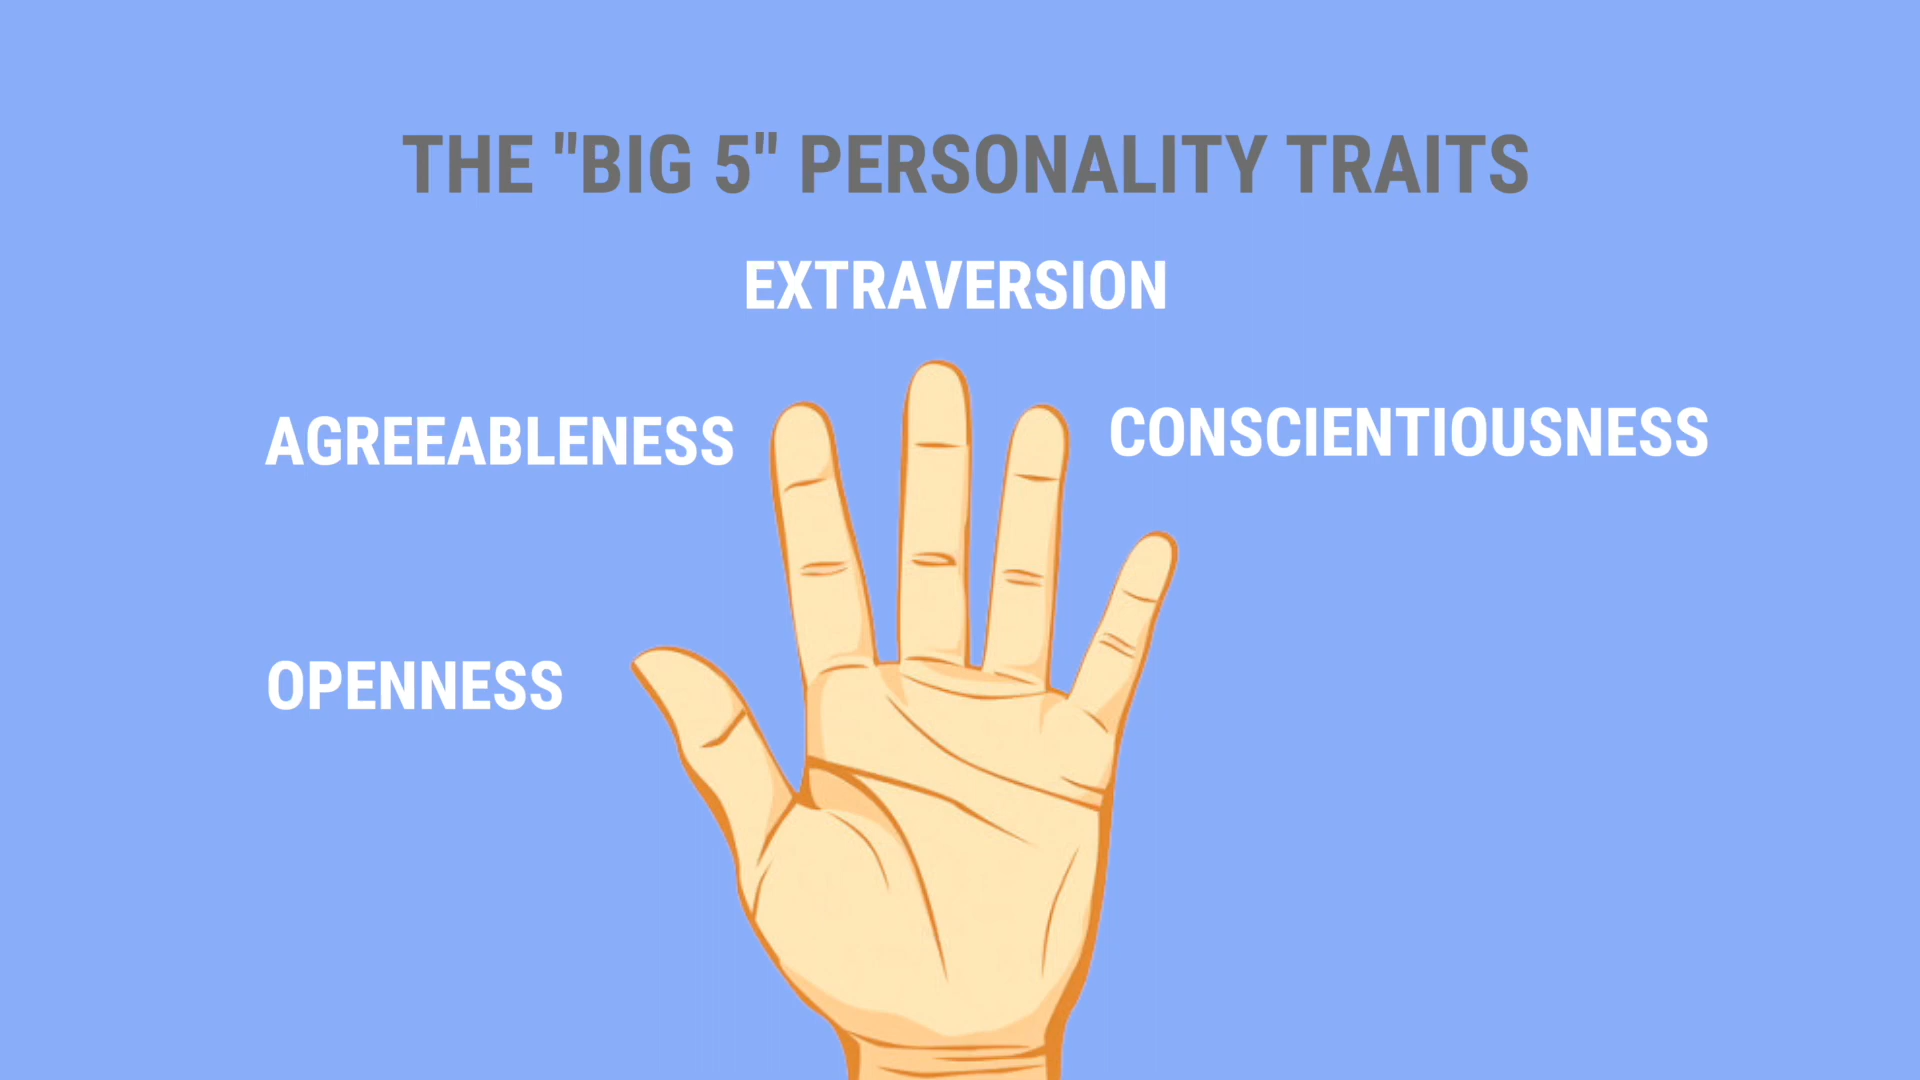 THE "BIG 5" PERSONALITY TRAITS
EXTRAVERSION
AGREEABLENESS
CONSCIENTIOUSNESS
OPENNESS